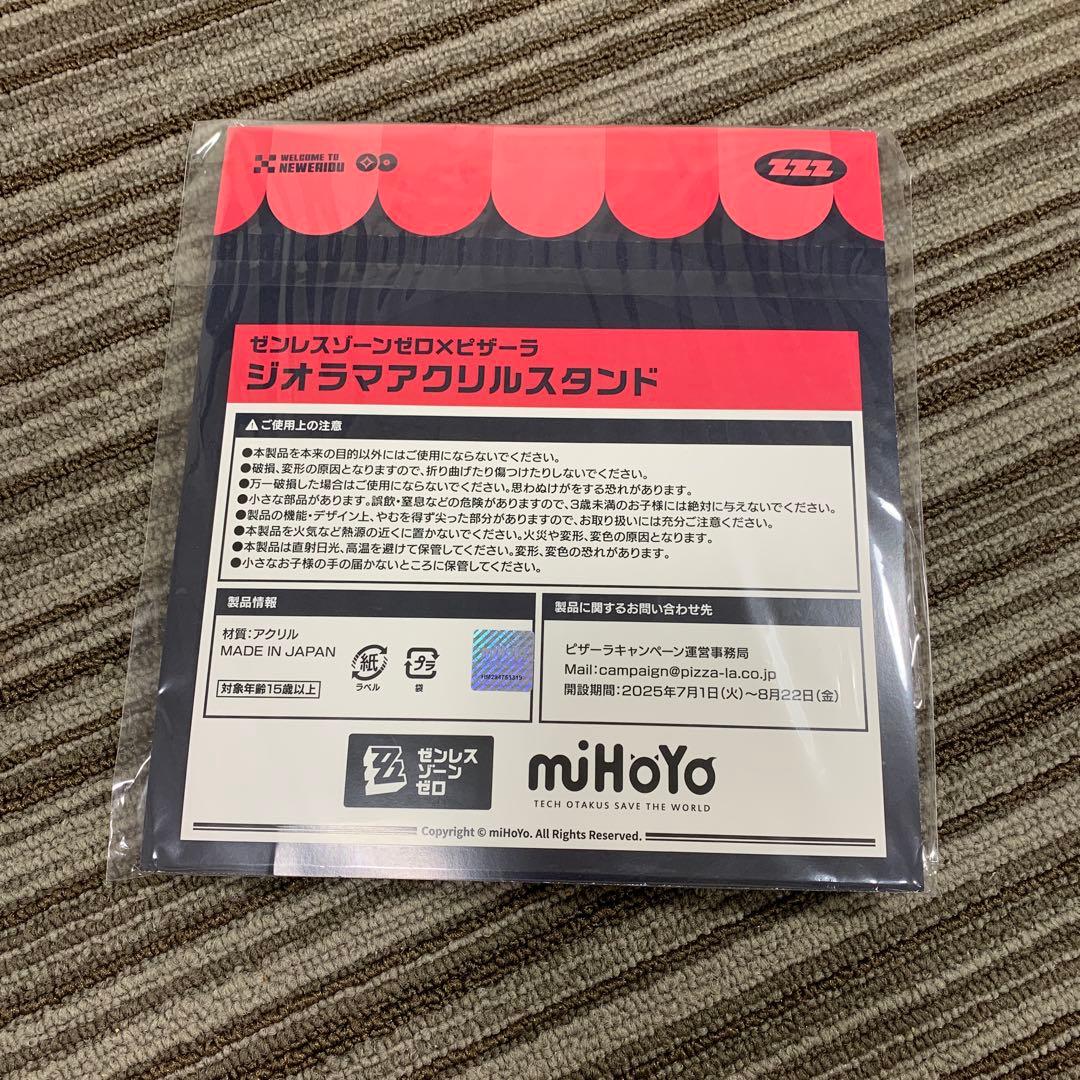 WELCOME TO
NEWERIDU
ZZZ
ゼンレスゾーンゼロ×ピザーラ
ジオラマアクリルスタンド
ご使用上の注意
●本製品を本来の目的以外にはご使用にならないでください。
●破損、変形の原因となりますので、折り曲げたり傷つけたりしないでください。
●万一破損した場合はご使用にならないでください。思わぬけがをする恐れがあります。
●小さな部品があります。誤飲・窒息などの危険がありますので、3歳未満のお子様には絶対に与えないでください。
●製品の機能・デザイン上、やむを得ず尖った部分がありますので、お取り扱いには充分ご注意ください。
●本製品を火気など熱源の近くに置かないでください。火災や変形、変色の原因となります。
●本製品は直射日光、高温を避けて保管してください。変形、変色の恐れがあります。
●小さなお子様の手の届かないところに保管してください。
製品情報
材質:アクリル
MADE IN JAPAN
対象年齢15歳以上
紙
ラベル
プラ
袋
製品に関するお問い合わせ先
ピザーラキャンペーン運営事務局
Mail:campaign@pizza-la.co.jp
開設期間:2025年7月1日(火)〜8月22日(金)
ゼンレス
ゾーン
ゼロ
miHoYo
TECH OTAKUS SAVE THE WORLD
Copyright © miHoYo. All Rights Reserved.